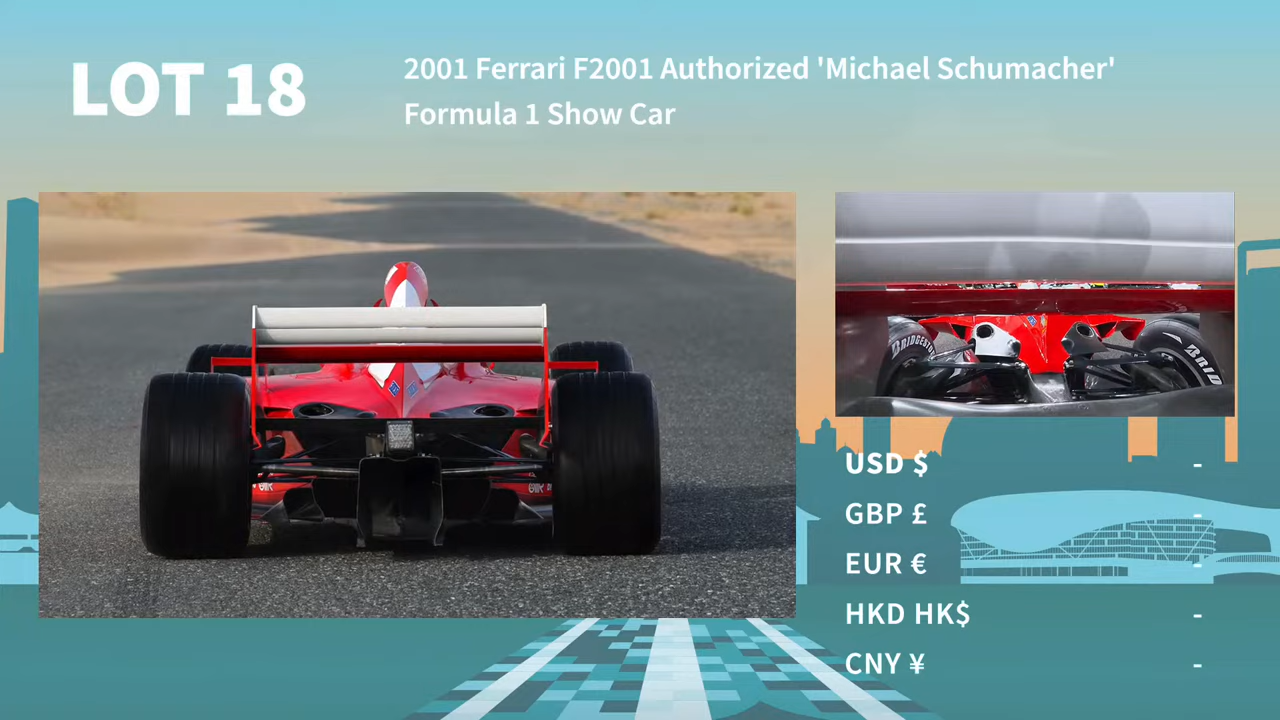 LOT 18
2001 Ferrari F2001 Authorized 'Michael Schumacher'
Formula 1 Show Car
USD $ -
GBP £ -
EUR € -
HKD HK$ -
CNY ¥ -